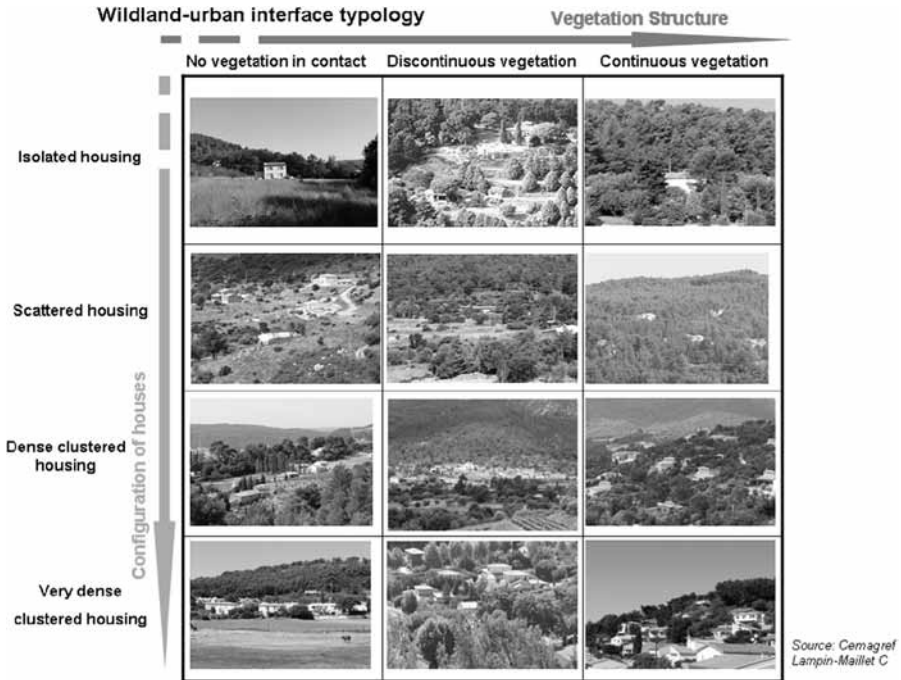 Wildland-urban interface typology
Vegetation Structure
No vegetation in contact
Discontinuous vegetation
Continuous vegetation
Isolated housing
Scattered housing
Configuration of houses
Dense clustered
housing
Very dense
clustered housing
Source: Cemagref
Lampin-Maillet C